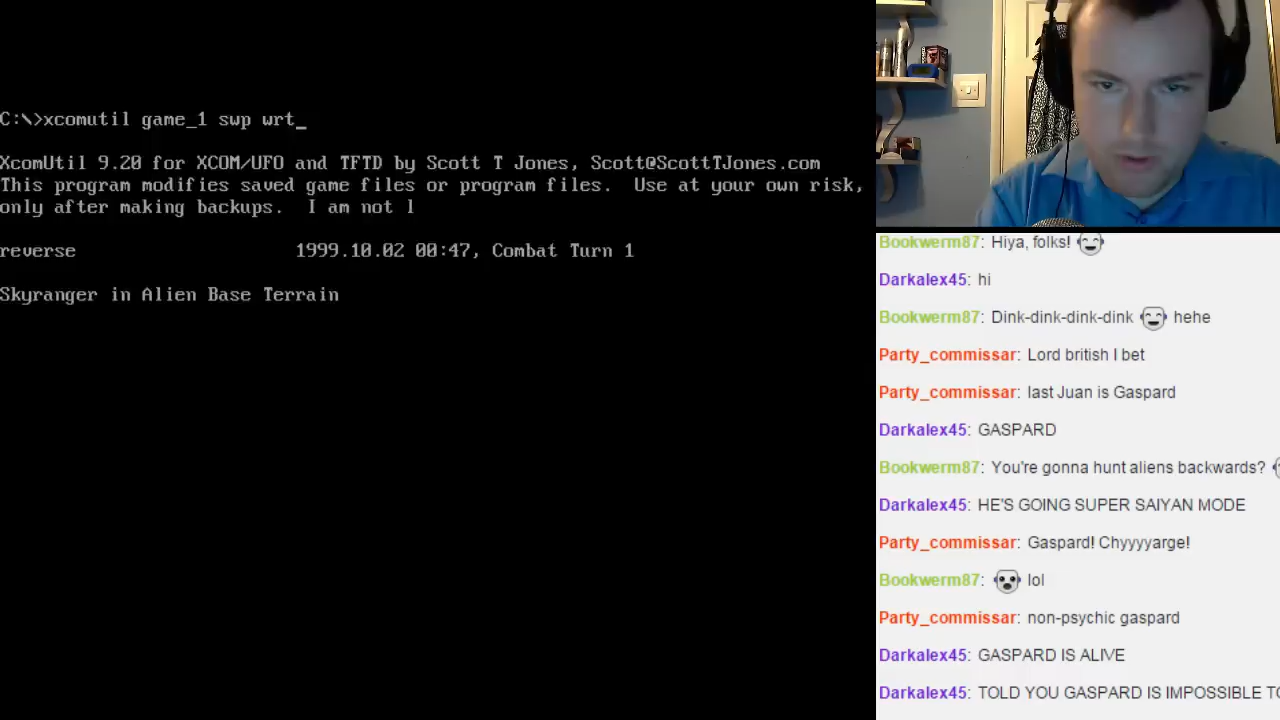 C:\>xcomutil game_1 swp wrt_
XcomUtil 9.20 for XCOM/UFO and TFTD by Scott T Jones, Scott@ScottTJones.com
This program modifies saved game files or program files.  Use at your own risk,
only after making backups.  I am not l
reverse 1999.10.02 00:47, Combat Turn 1
Skyranger in Alien Base Terrain
Bookwerm87: Hiya, folks!
Darkalex45: hi
Bookwerm87: Dink-dink-dink-dink hehe
Party_commissar: Lord british I bet
Party_commissar: last Juan is Gaspard
Darkalex45: GASPARD
Bookwerm87: You're gonna hunt aliens backwards?
Darkalex45: HE'S GOING SUPER SAIYAN MODE
Party_commissar: Gaspard! Chyyyyarge!
Bookwerm87: lol
Party_commissar: non-psychic gaspard
Darkalex45: GASPARD IS ALIVE
Darkalex45: TOLD YOU GASPARD IS IMPOSSIBLE TO